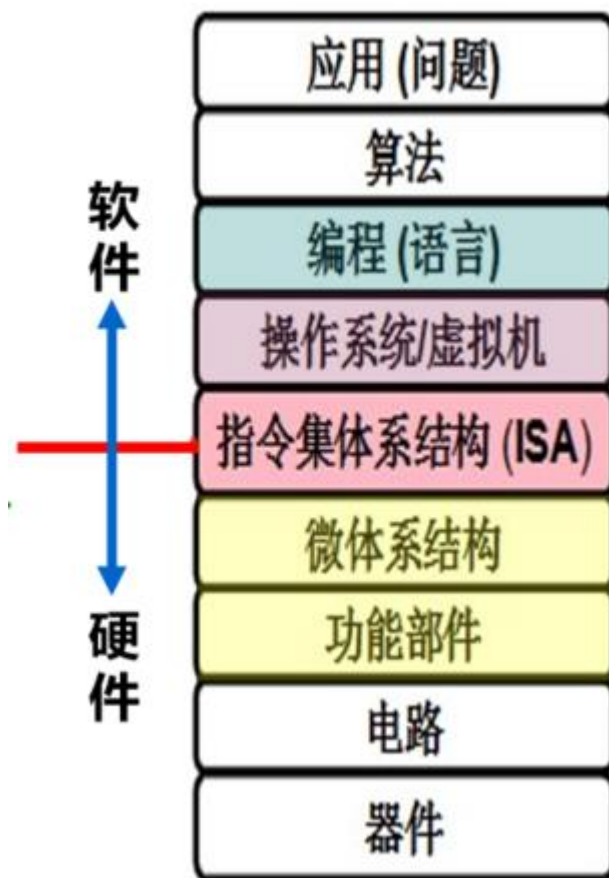 应用 (问题)
算法
编程 (语言)
操作系统/虚拟机
指令集体系结构 (ISA)
微体系结构
功能部件
电路
器件
软件
硬件